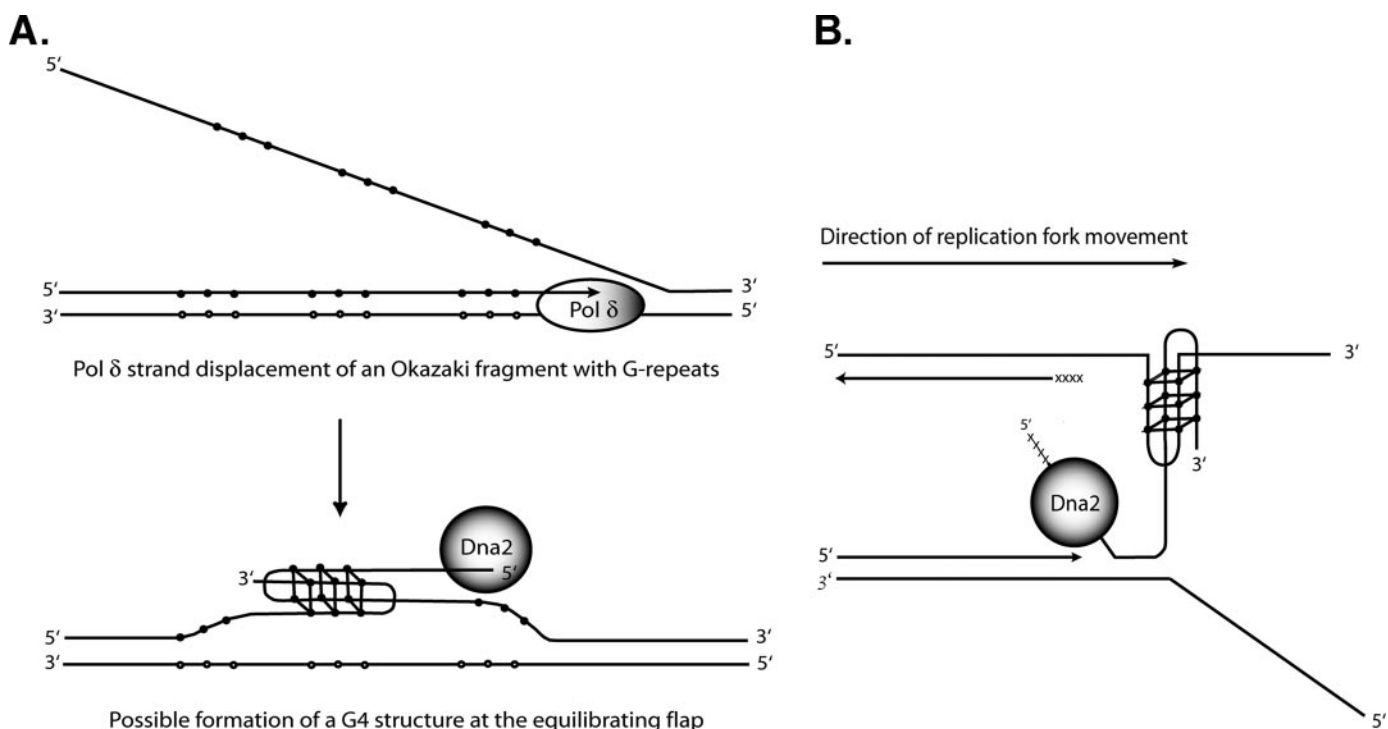 A.
5′
5′
3′
Pol δ
3′
5′
Pol δ strand displacement of an Okazaki fragment with G-repeats
Dna2
3′
5′
5′
3′
3′
5′
Possible formation of a G4 structure at the equilibrating flap
B.
Direction of replication fork movement
5′
3′
xxxx
5′
xxxx
3′
Dna2
5′
3′
5′